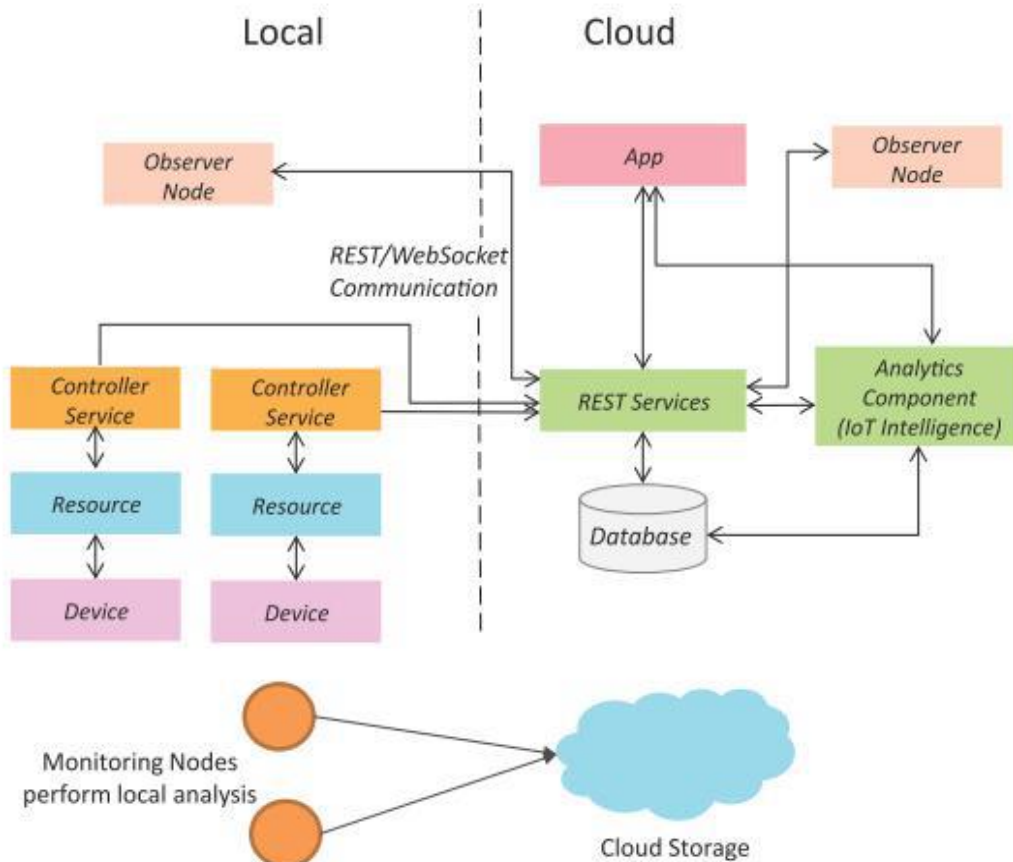 Local
Cloud
Observer
Node
App
Observer
Node
REST/WebSocket
Communication
Controller
Service
Controller
Service
REST Services
Analytics
Component
(IoT Intelligence)
Resource
Resource
Database
Device
Device
Monitoring Nodes
perform local analysis
Cloud Storage